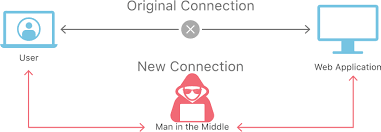 Original Connection
User
Web Application
New Connection
Man in the Middle